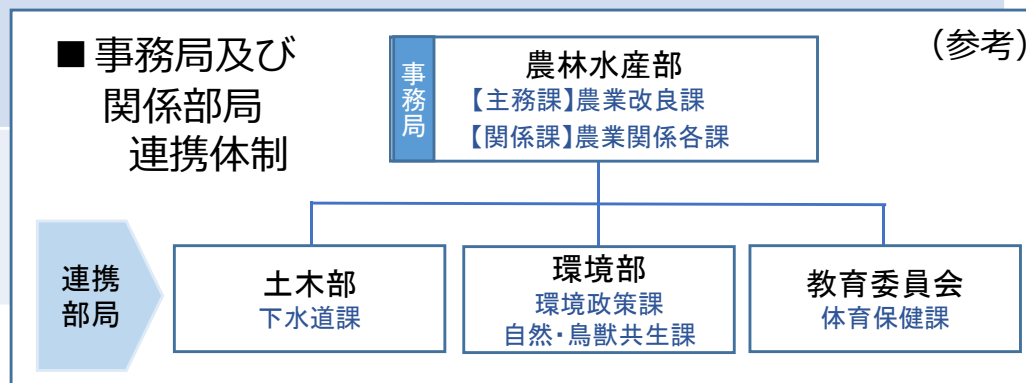 ■事務局及び
関係部局
連携体制
(参考)
事務局
農林水産部
【主務課】農業改良課
【関係課】農業関係各課
連携
部局
土木部
下水道課
環境部
環境政策課
自然・鳥獣共生課
教育委員会
体育保健課